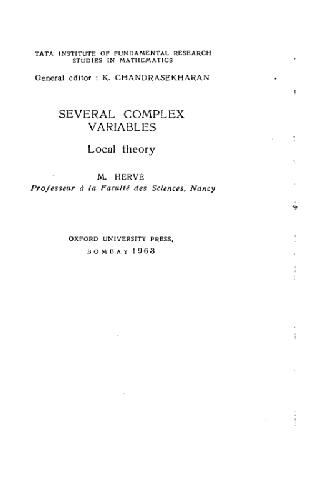 TATA INSTITUTE OF FUNDAMENTAL RESEARCH
STUDIES IN MATHEMATICS
General editor : K. CHANDRASEKHARAN
SEVERAL COMPLEX
VARIABLES
Local theory
M. HERVE
Professeur à la Faculté des Sciences, Nancy
OXFORD UNIVERSITY PRESS,
BOMBAY 1963